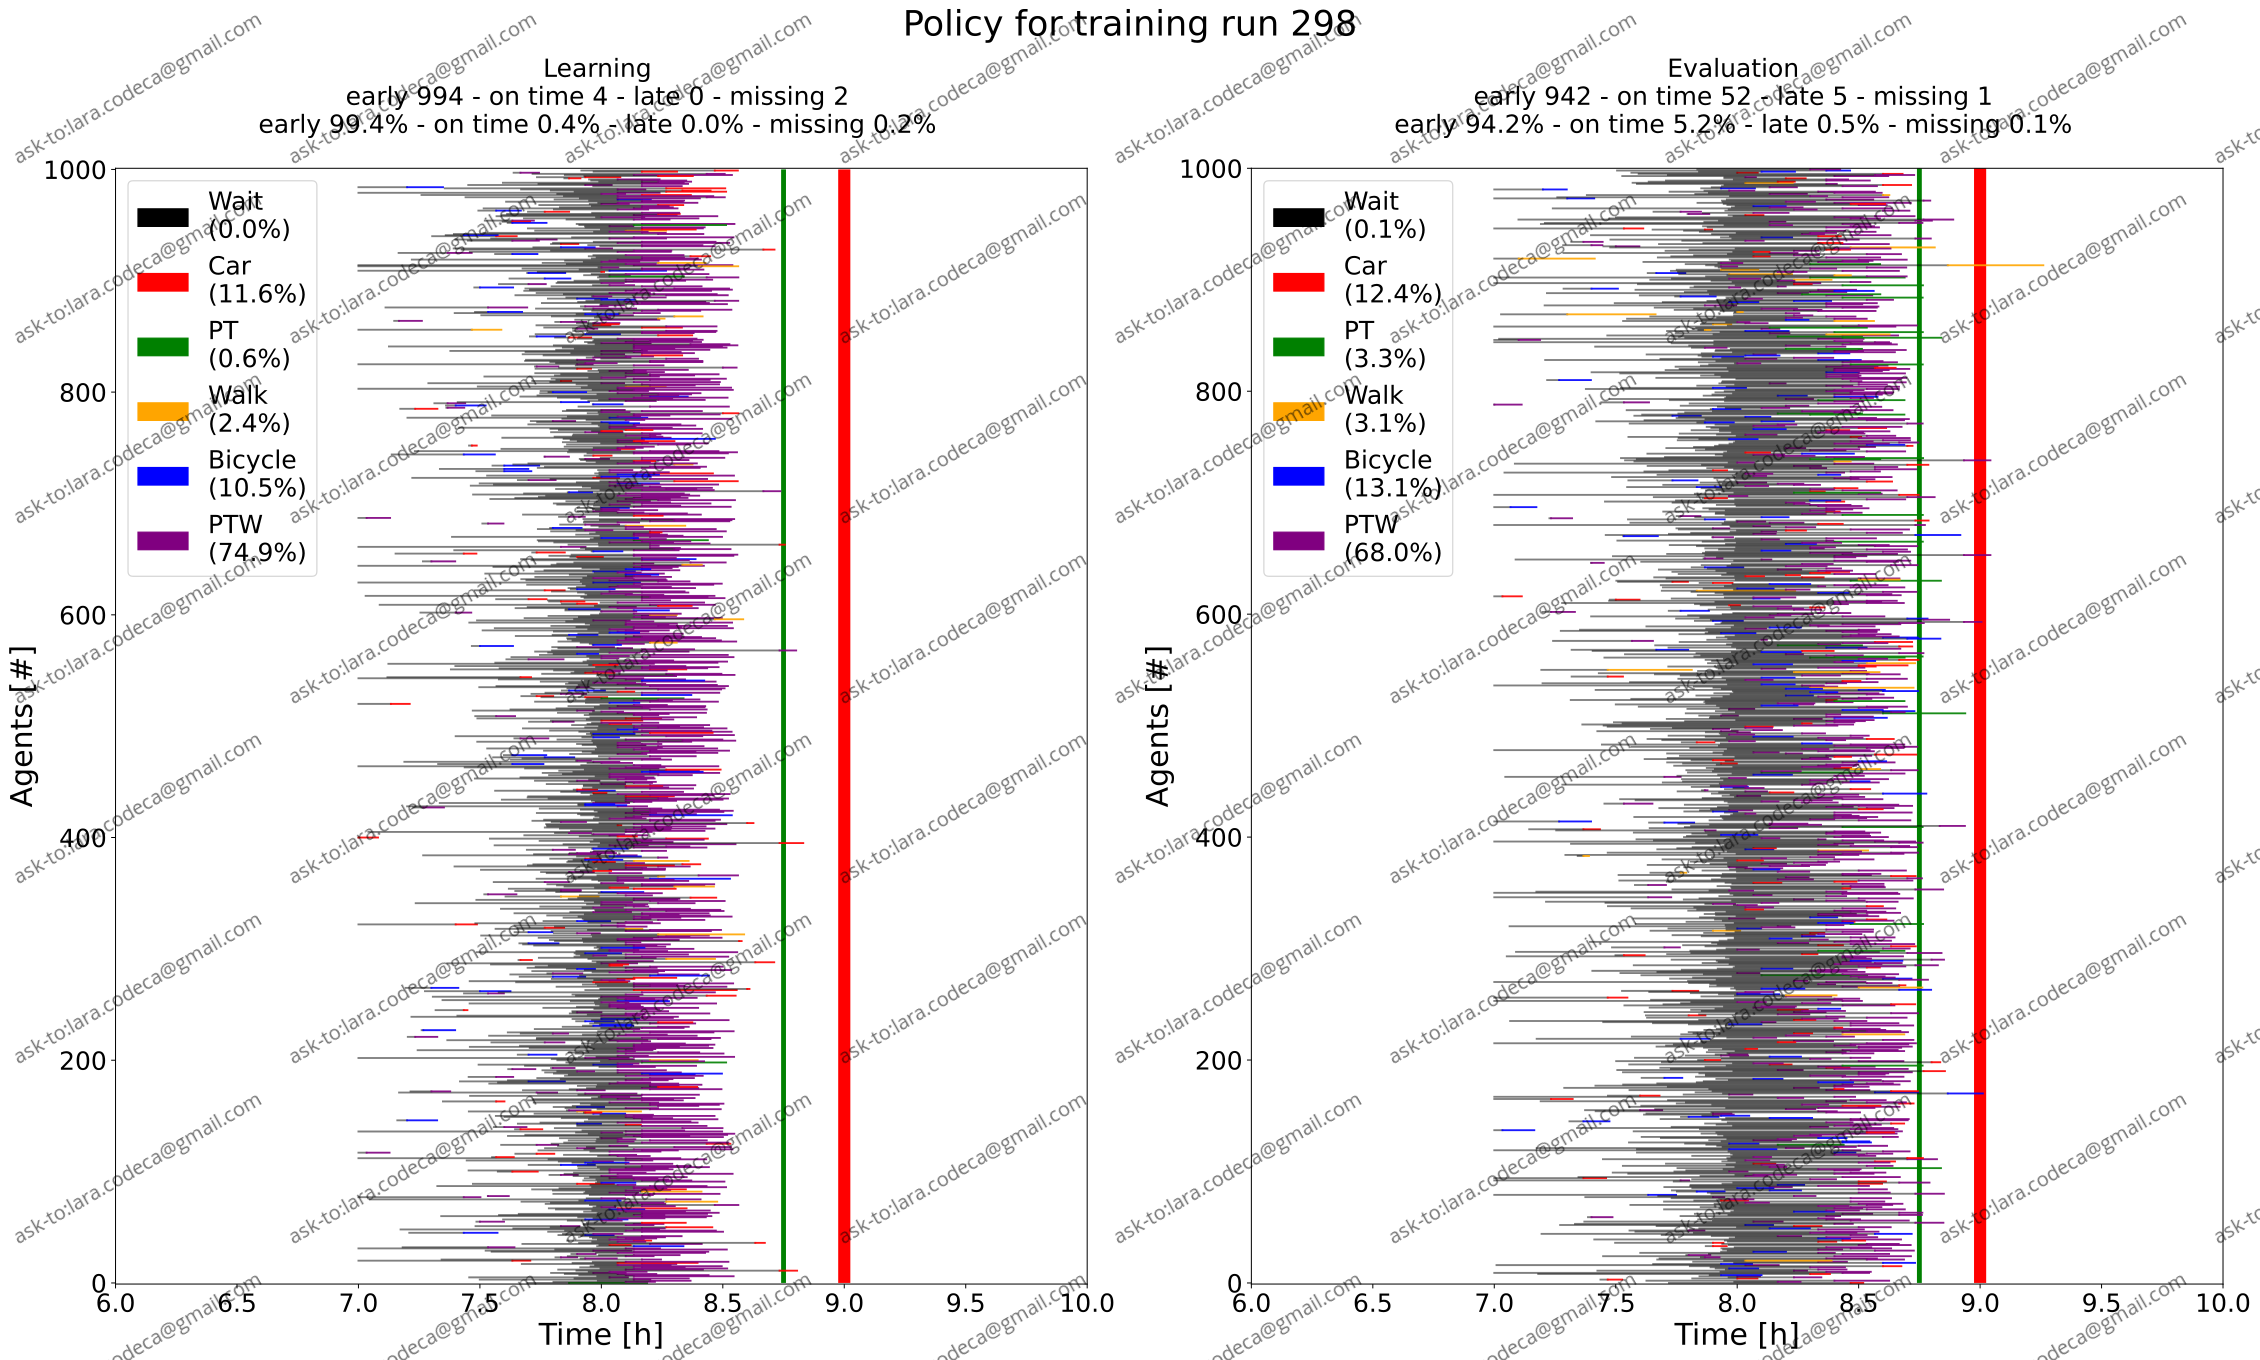 Policy for training run 298
Learning
early 994 - on time 4 - late 0 - missing 2
early 99.4% - on time 0.4% - late 0.0% - missing 0.2%
1000
800
600
400
200
0
Agents [#]
Wait
(0.0%)
Car
(11.6%)
PT
(0.6%)
Walk
(2.4%)
Bicycle
(10.5%)
PTW
(74.9%)
6.0 6.5 7.0 7.5 8.0 8.5 9.0 9.5 10.0
Time [h]
Evaluation
early 942 - on time 52 - late 5 - missing 1
early 94.2% - on time 5.2% - late 0.5% - missing 0.1%
1000
800
600
400
200
0
Agents [#]
Wait
(0.1%)
Car
(12.4%)
PT
(3.3%)
Walk
(3.1%)
Bicycle
(13.1%)
PTW
(68.0%)
6.0 6.5 7.0 7.5 8.0 8.5 9.0 9.5 10.0
Time [h]
ask-to:lara.codeca@gmail.com